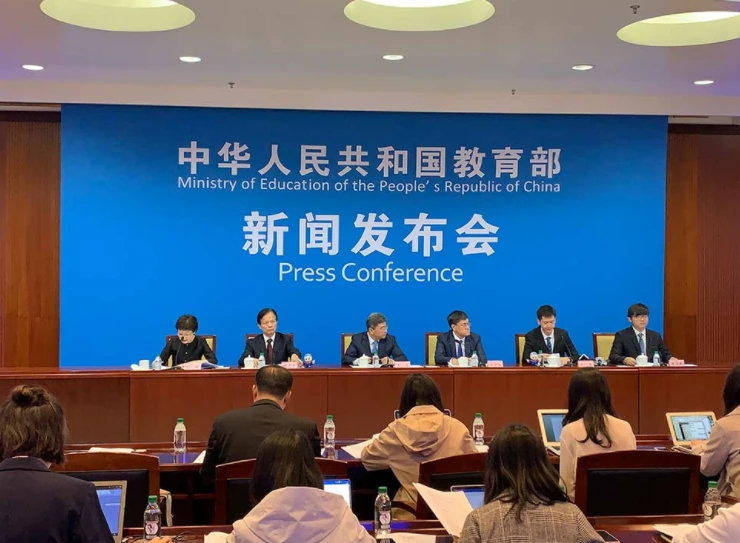 中华人民共和国教育部
Ministry of Education of the People's Republic of China
新闻发布会
Press Conference